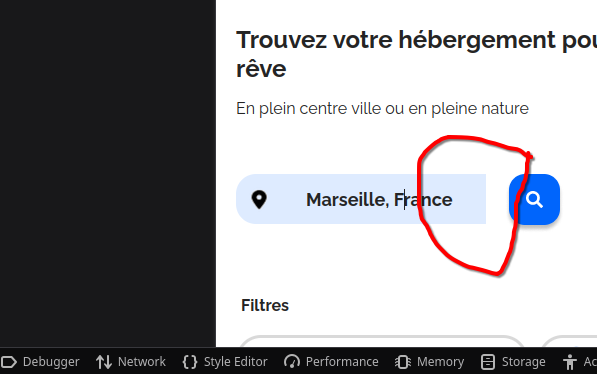 Trouvez votre hébergement pou
rêve
En plein centre ville ou en pleine nature
Marseille, France
Filtres
Debugger Network Style Editor Performance Memory Storage Ac